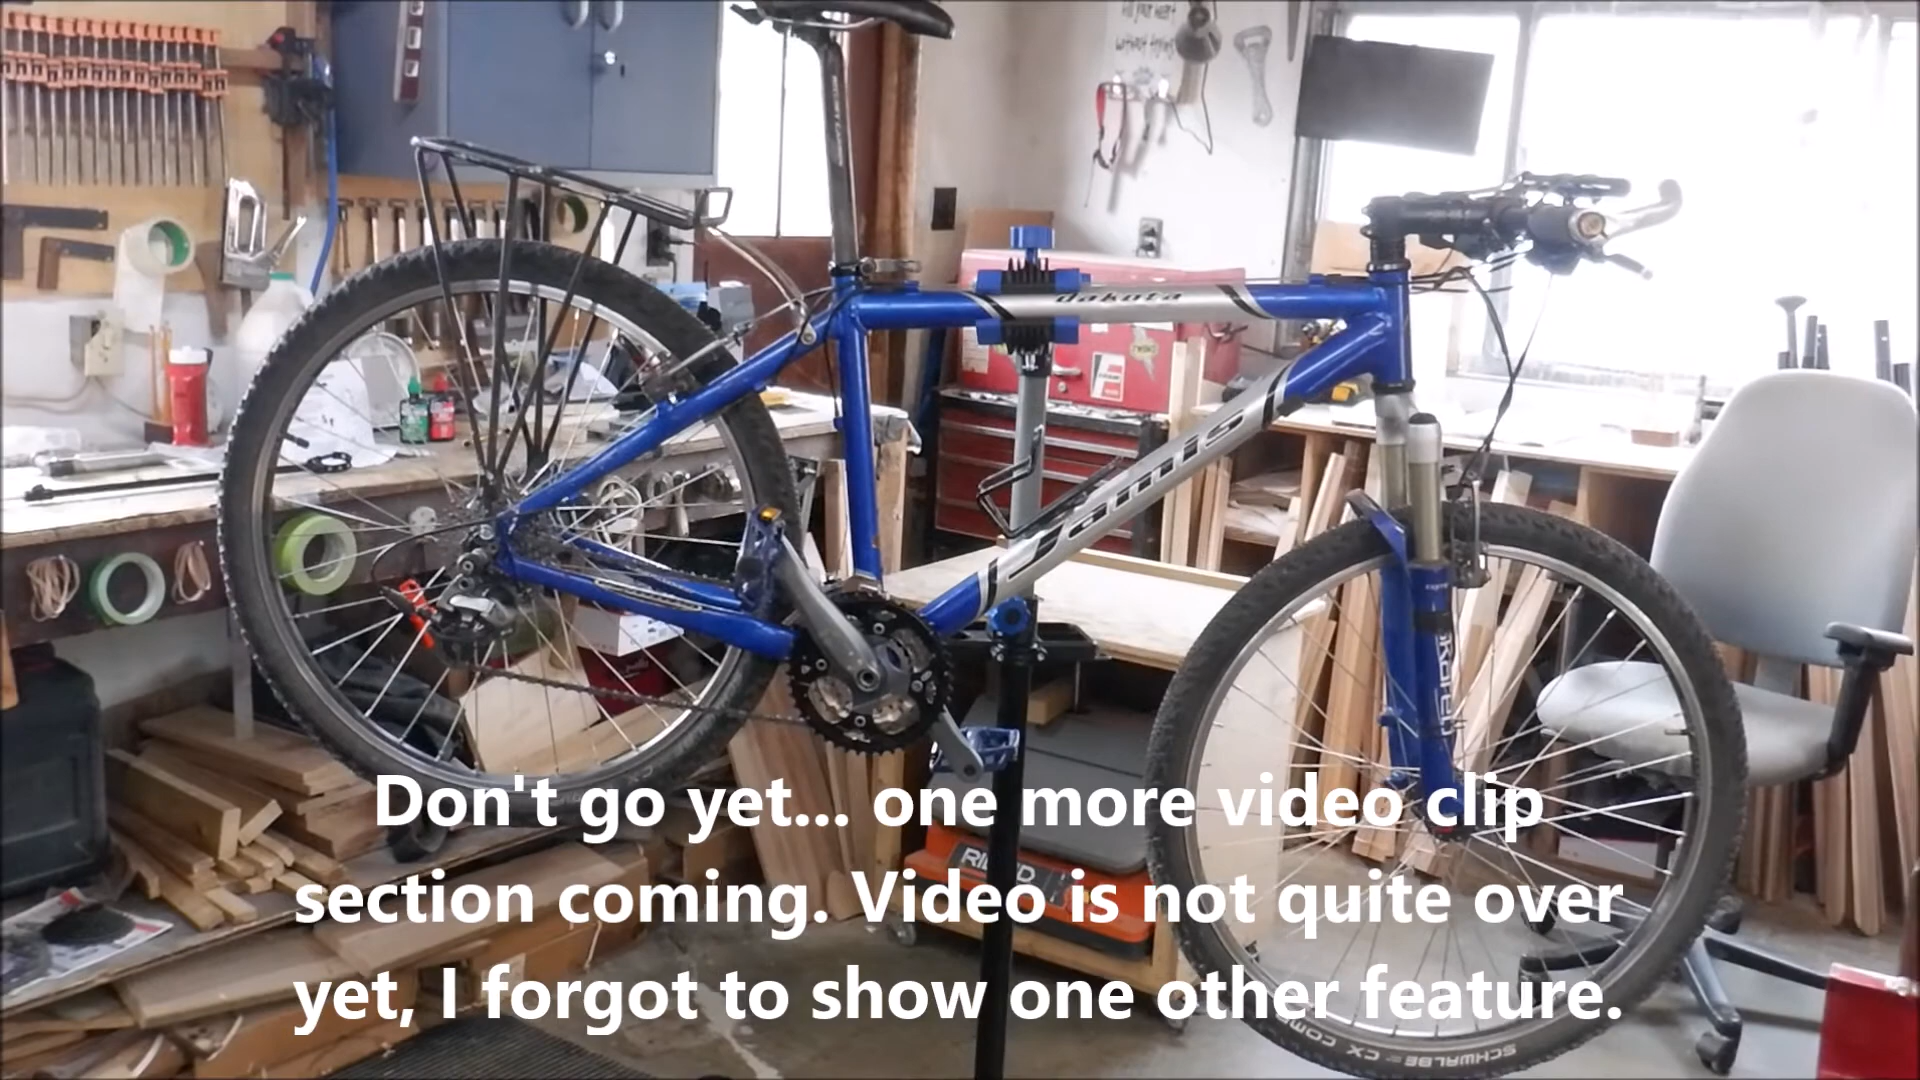 dakota
Jamis
RIDGID
Don't go yet... one more video clip
section coming. Video is not quite over
yet, I forgot to show one other feature.
SCHWALBE CX COMP